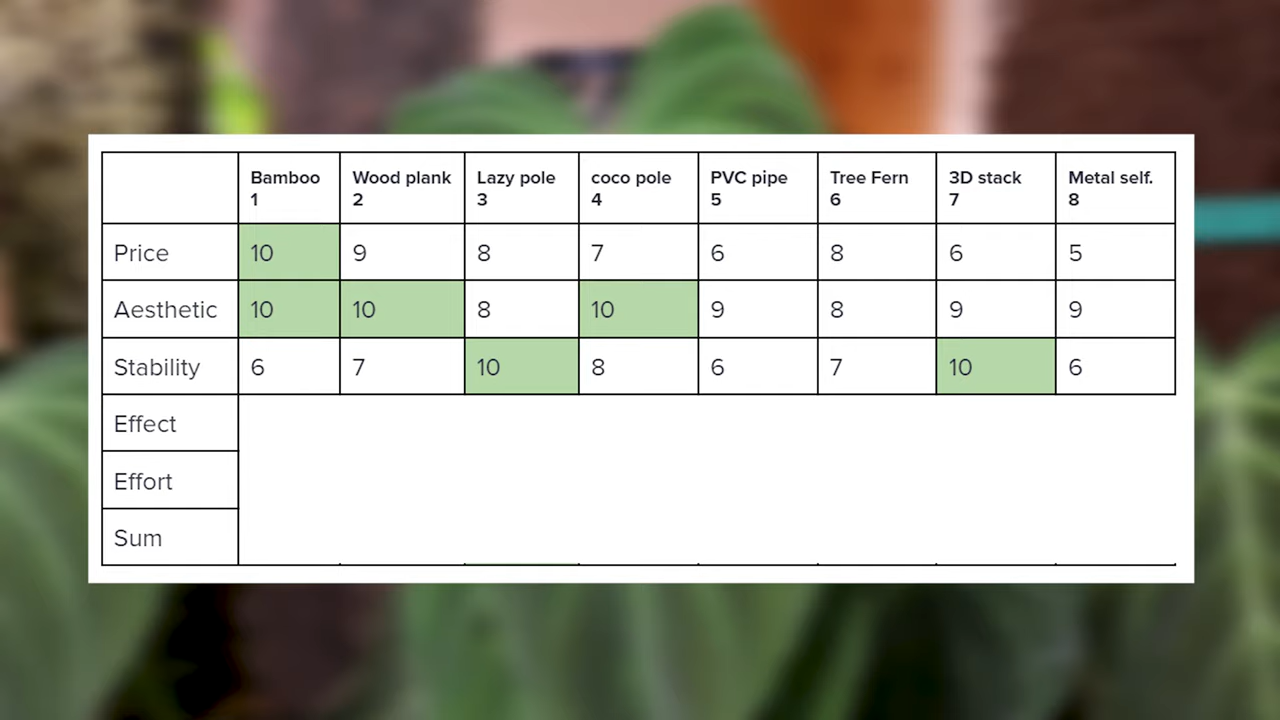 Bamboo Wood plank Lazy pole coco pole PVC pipe Tree Fern 3D stack Metal self.
1 2 3 4 5 6 7 8
Price 10 9 8 7 6 8 6 5
Aesthetic 10 10 8 10 9 8 9 9
Stability 6 7 10 8 6 7 10 6
Effect
Effort
Sum